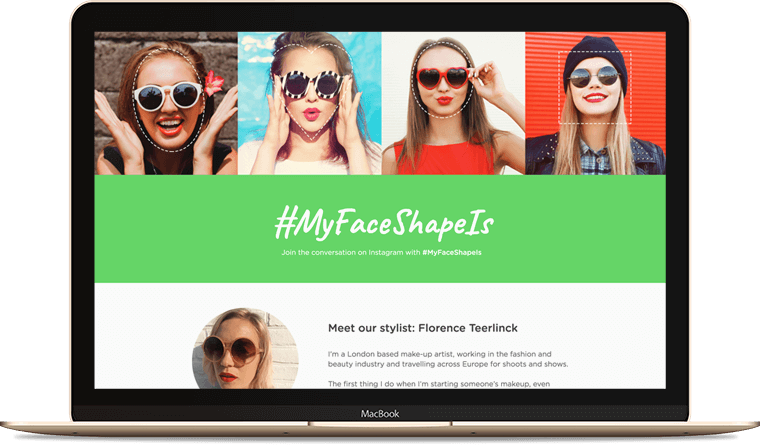 #MyFaceShapeIs
Join the conversation on Instagram with #MyFaceShapeIs
Meet our stylist: Florence Teerlinck
I'm a London based make-up artist, working in the fashion and
beauty industry and travelling across Europe for shoots and shows.
The first thing I do when I'm starting someone's makeup, even
MacBook